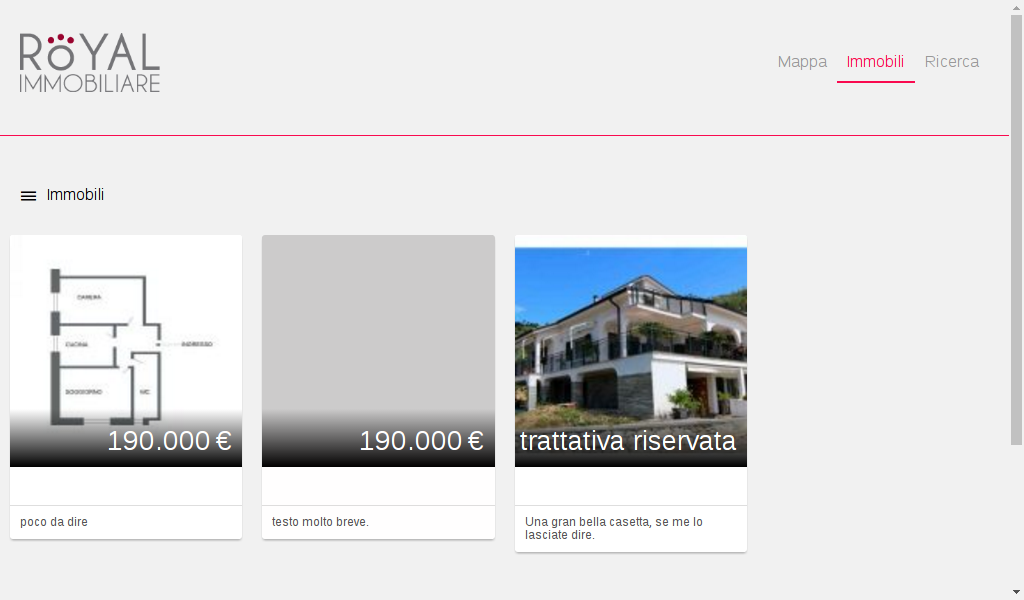 RÖYAL
IMMOBILIARE
Mappa
Immobili
Ricerca
Immobili
CAMERA
CUCINA
INGRESSO
SOGGIORNO
WC
190.000 €
190.000 €
trattativa riservata
poco da dire
testo molto breve.
Una gran bella casetta, se me lo
lasciate dire.